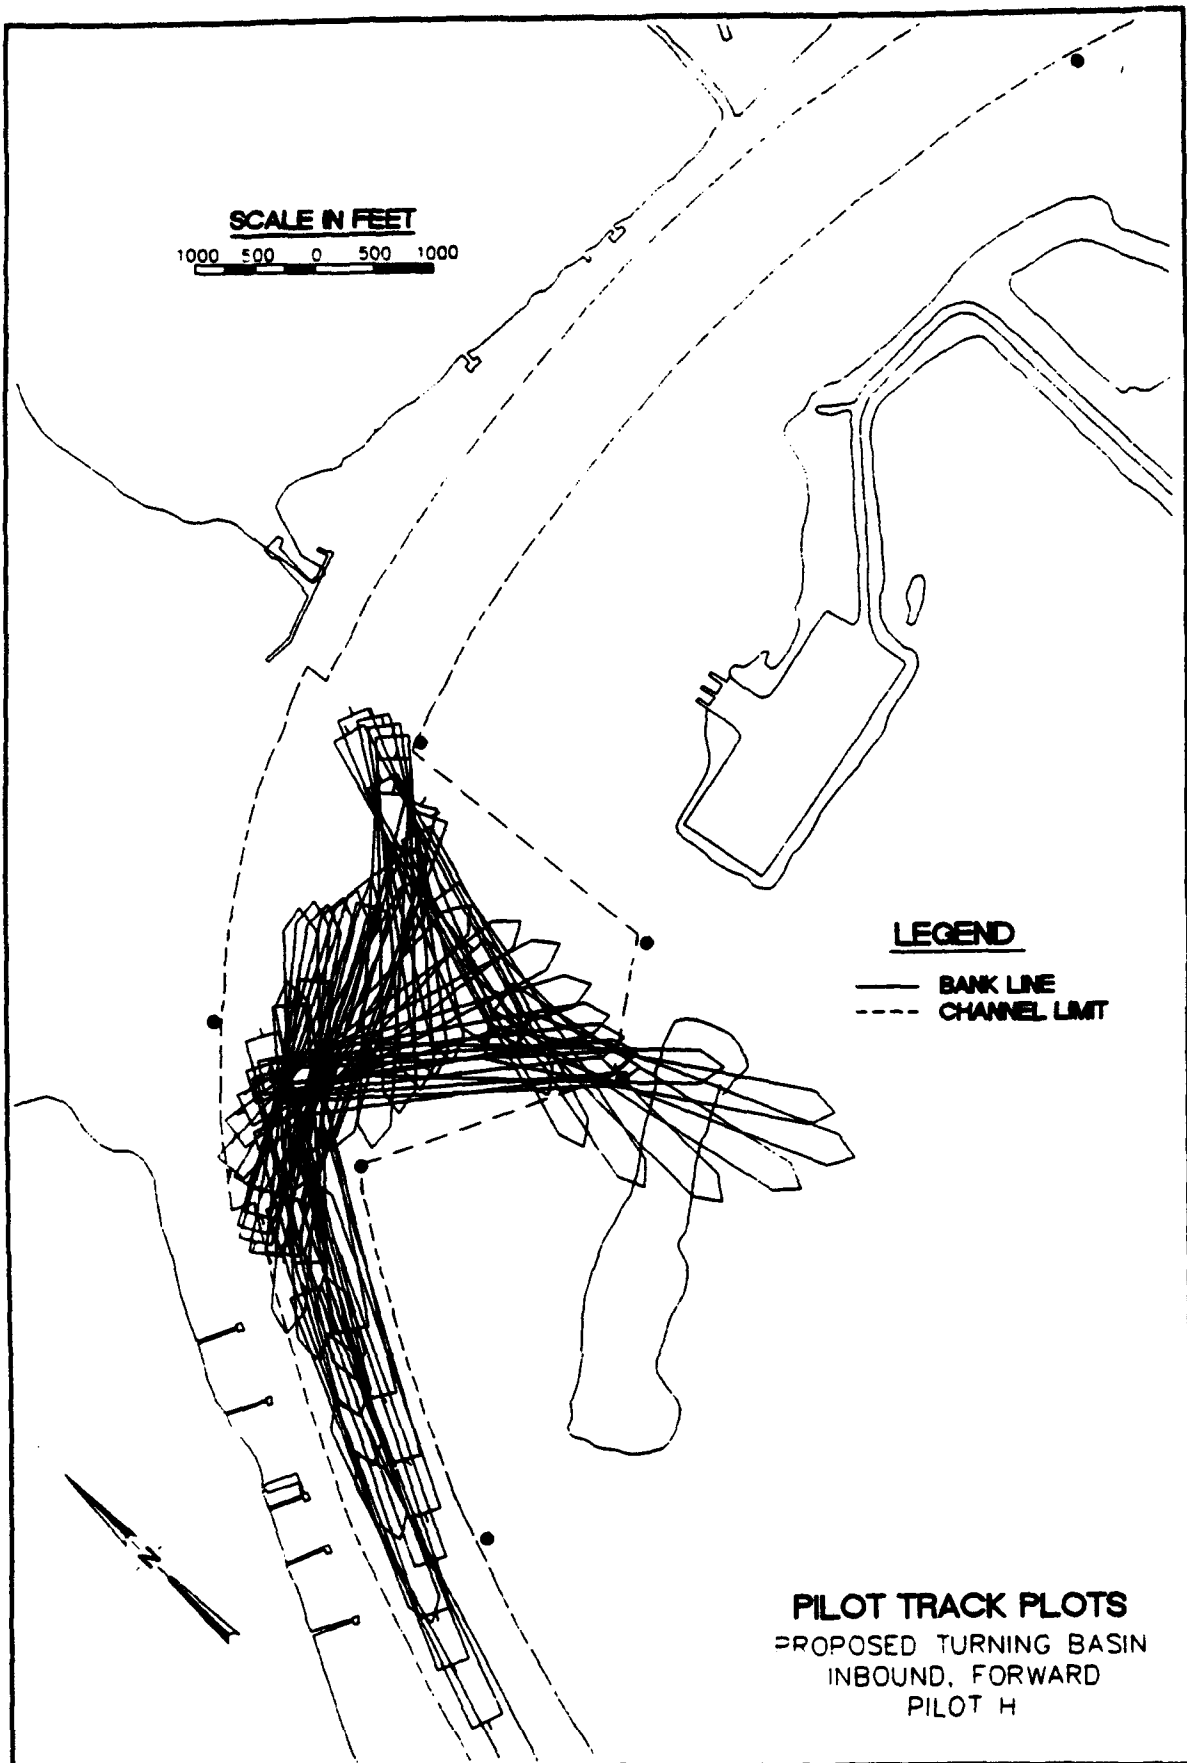 SCALE IN FEET
1000 500 0 500 1000
LEGEND
BANK LINE
CHANNEL LIMIT
N
PILOT TRACK PLOTS
PROPOSED TURNING BASIN
INBOUND, FORWARD
PILOT H